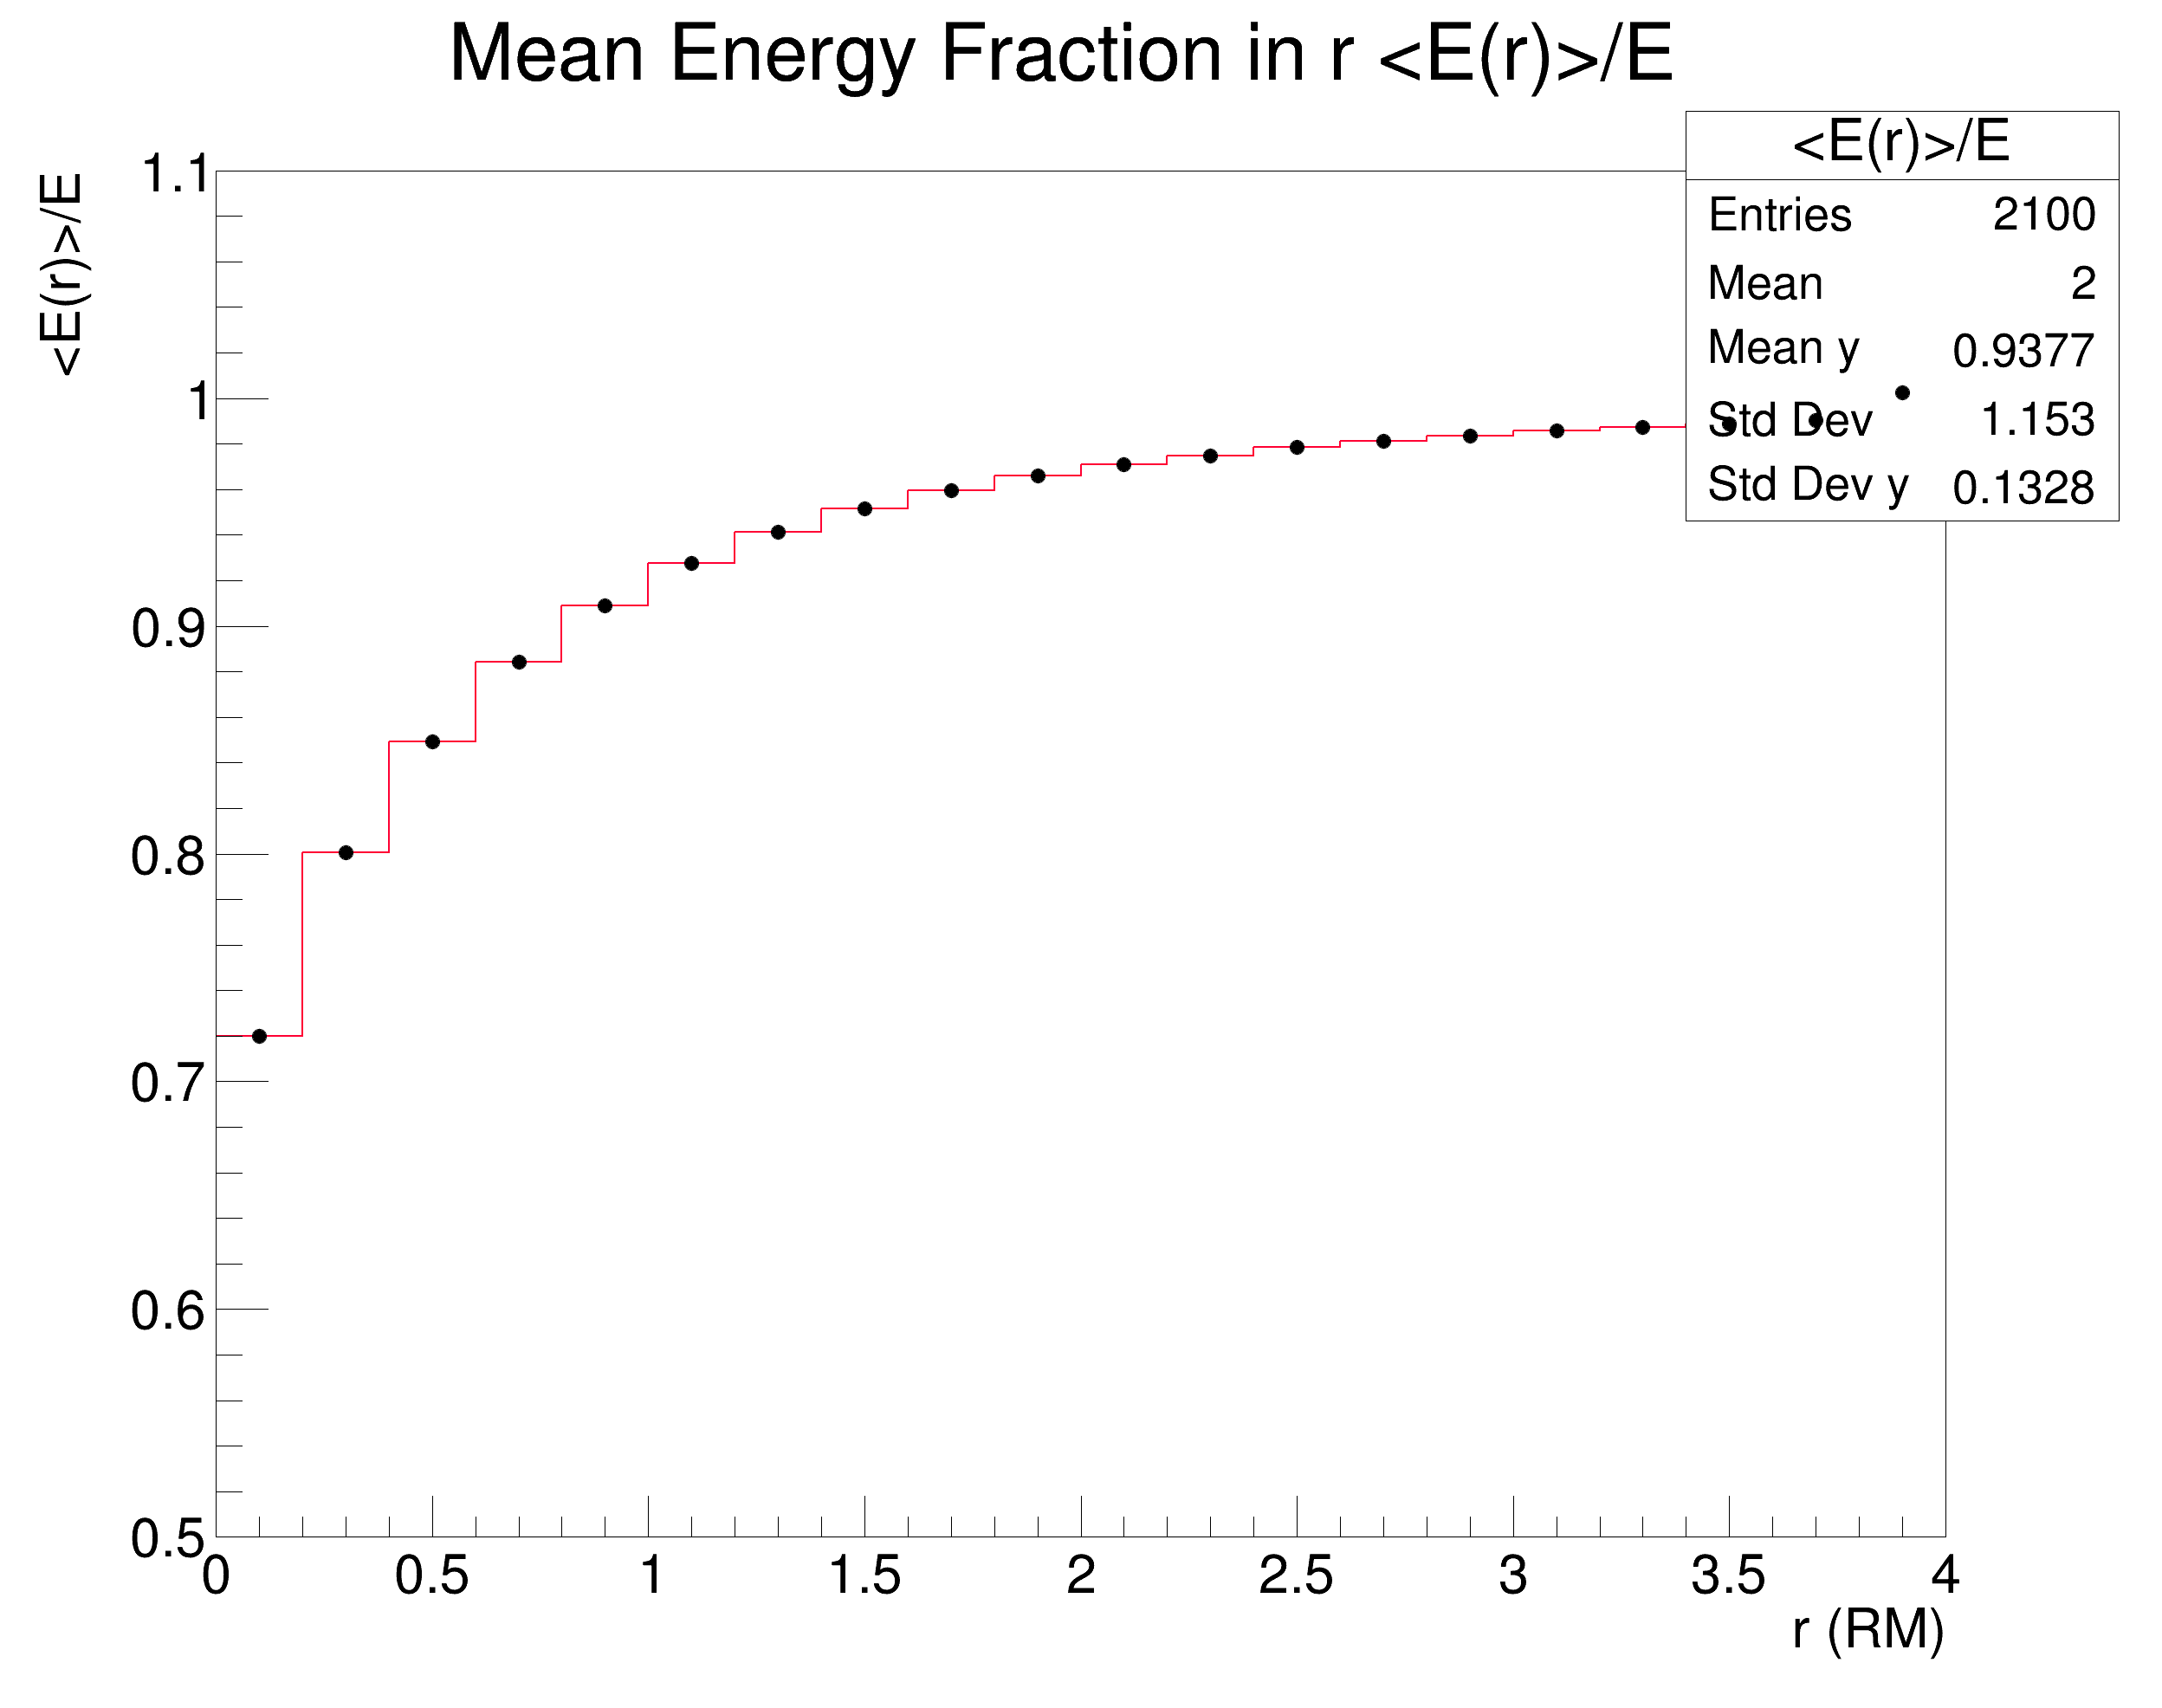 Mean Energy Fraction in r <E(r)>/E
<E(r)>/E
<E(r)>/E
Entries 2100
Mean 2
Mean y 0.9377
Std Dev 1.153
Std Dev y 0.1328
1.1
1
0.9
0.8
0.7
0.6
0.5
0 0.5 1 1.5 2 2.5 3 3.5 4
r (RM)